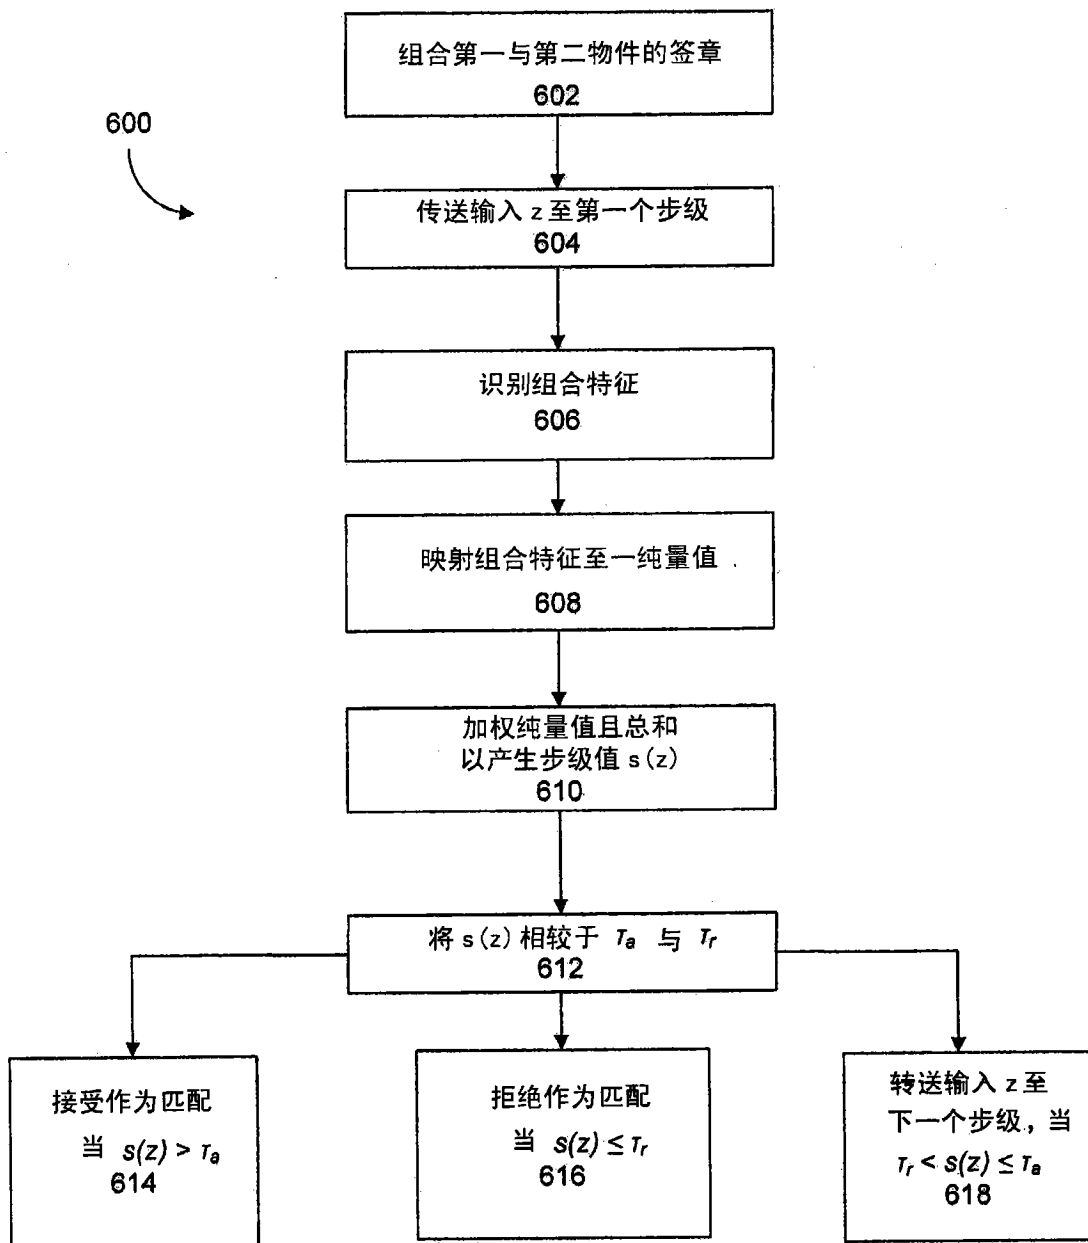 组合第一与第二物件的签章
602
600
传送输入 z 至第一个步级
604
识别组合特征
606
映射组合特征至一纯量值
608
加权纯量值且总和
以产生步级值 s(z)
610
将 s(z) 相较于 τa 与 τr
612
接受作为匹配
当 s(z) > τa
614
拒绝作为匹配
当 s(z) ≤ τr
616
转送输入 z 至
下一个步级，当
τr < s(z) ≤ τa
618